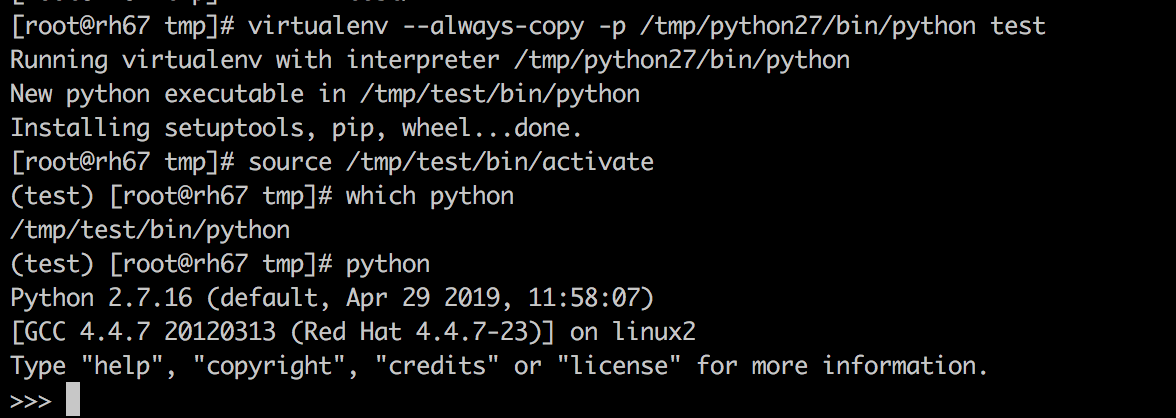 [root@rh67 tmp]# virtualenv --always-copy -p /tmp/python27/bin/python test
Running virtualenv with interpreter /tmp/python27/bin/python
New python executable in /tmp/test/bin/python
Installing setuptools, pip, wheel...done.
[root@rh67 tmp]# source /tmp/test/bin/activate
(test) [root@rh67 tmp]# which python
/tmp/test/bin/python
(test) [root@rh67 tmp]# python
Python 2.7.16 (default, Apr 29 2019, 11:58:07)
[GCC 4.4.7 20120313 (Red Hat 4.4.7-23)] on linux2
Type "help", "copyright", "credits" or "license" for more information.
>>>